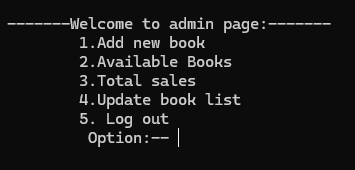 -------Welcome to admin page:-------
1.Add new book
2.Available Books
3.Total sales
4.Update book list
5. Log out
Option:--